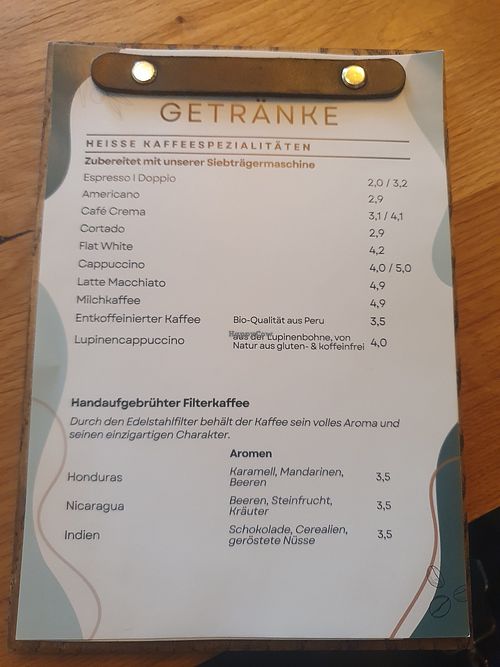 GETRÄNKE
HEISSE KAFFEESPEZIALITÄTEN
Zubereitet mit unserer Siebträgermaschine
Espresso | Doppio 2,0 / 3,2
Americano 2,9
Café Crema 3,1 / 4,1
Cortado 2,9
Flat White 4,2
Cappuccino 4,0 / 5,0
Latte Macchiato 4,9
Milchkaffee 4,9
Entkoffeinierter Kaffee Bio-Qualität aus Peru 3,5
HappyCow
Lupinencappuccino aus der Lupinenbohne, von
Natur aus gluten- & koffeinfrei 4,0
Handaufgebrühter Filterkaffee
Durch den Edelstahlfilter behält der Kaffee sein volles Aroma und
seinen einzigartigen Charakter.
Aromen
Honduras Karamell, Mandarinen,
Beeren 3,5
Nicaragua Beeren, Steinfrucht,
Kräuter 3,5
Indien Schokolade, Cerealien,
geröstete Nüsse 3,5